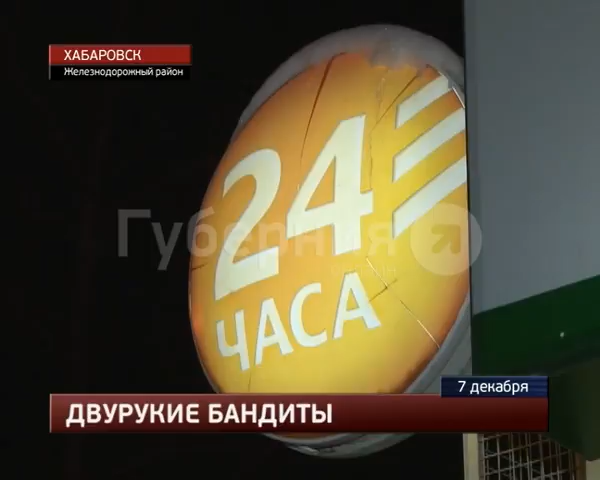 ХАБАРОВСК
Железнодорожный район
24
ЧАСА
Губерния
7 декабря
ДВУРУКИЕ БАНДИТЫ